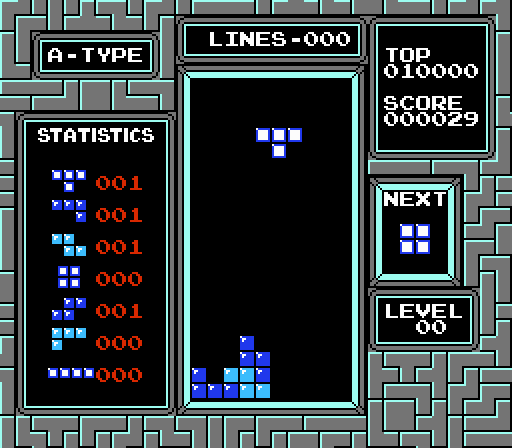 LINES-000
A-TYPE
TOP
010000
SCORE
000029
STATISTICS
001
001
001
000
001
000
000
NEXT
LEVEL
00